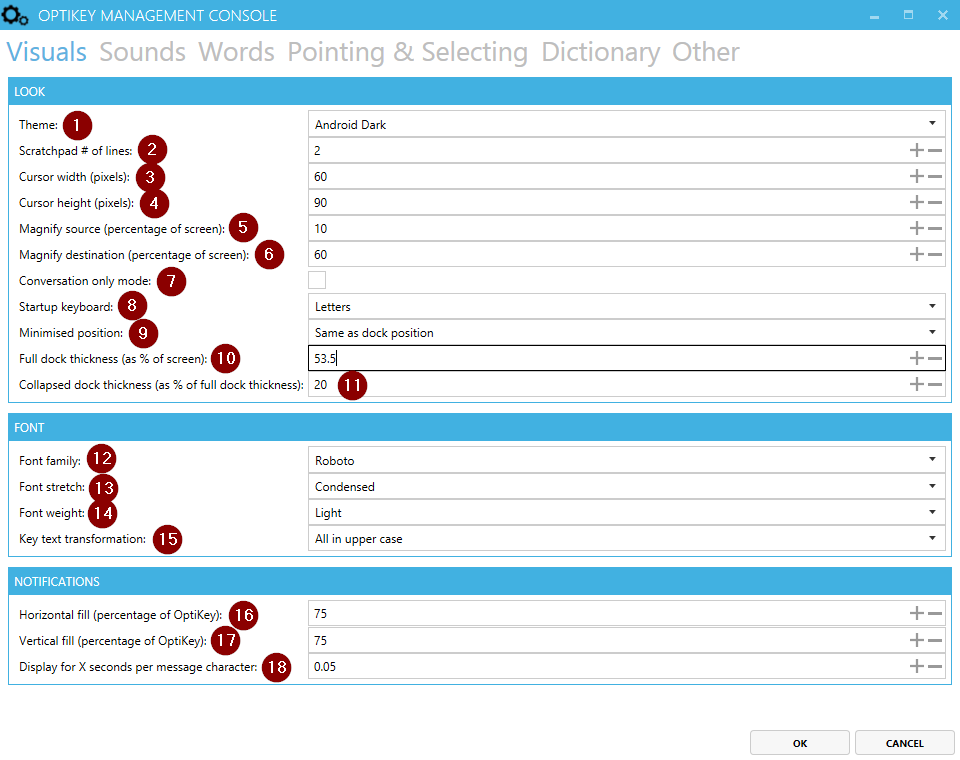 OPTIKEY MANAGEMENT CONSOLE
Visuals Sounds Words Pointing & Selecting Dictionary Other
LOOK
Theme: 1 Android Dark
Scratchpad # of lines: 2 2
Cursor width (pixels): 3 60
Cursor height (pixels): 4 90
Magnify source (percentage of screen): 5 10
Magnify destination (percentage of screen): 6 60
Conversation only mode: 7
Startup keyboard: 8 Letters
Minimised position: 9 Same as dock position
Full dock thickness (as % of screen): 10 53.5
Collapsed dock thickness (as % of full dock thickness): 20 11
FONT
Font family: 12 Roboto
Font stretch: 13 Condensed
Font weight: 14 Light
Key text transformation: 15 All in upper case
NOTIFICATIONS
Horizontal fill (percentage of OptiKey): 16 75
Vertical fill (percentage of OptiKey): 17 75
Display for X seconds per message character: 18 0.05
OK CANCEL